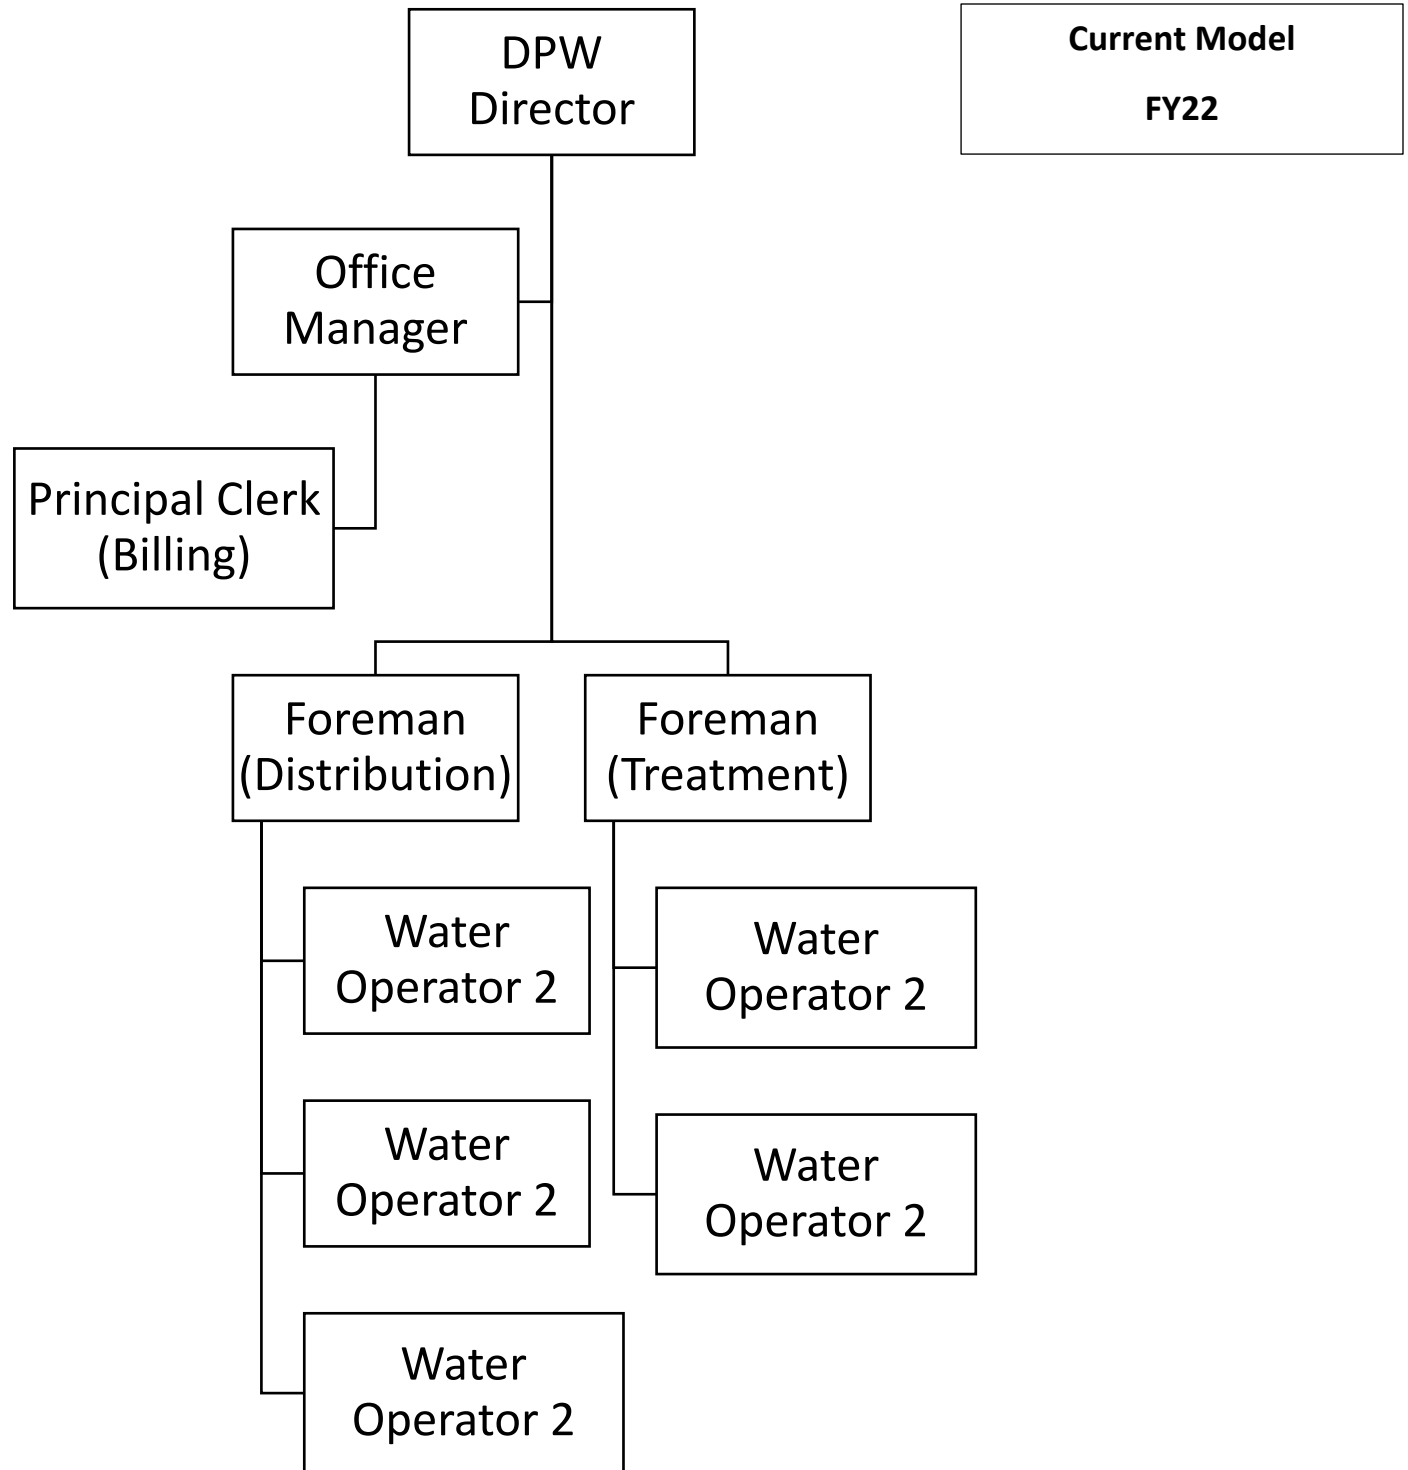 DPW
Director
Current Model
FY22
Office
Manager
Principal Clerk
(Billing)
Foreman
(Distribution)
Foreman
(Treatment)
Water
Operator 2
Water
Operator 2
Water
Operator 2
Water
Operator 2
Water
Operator 2